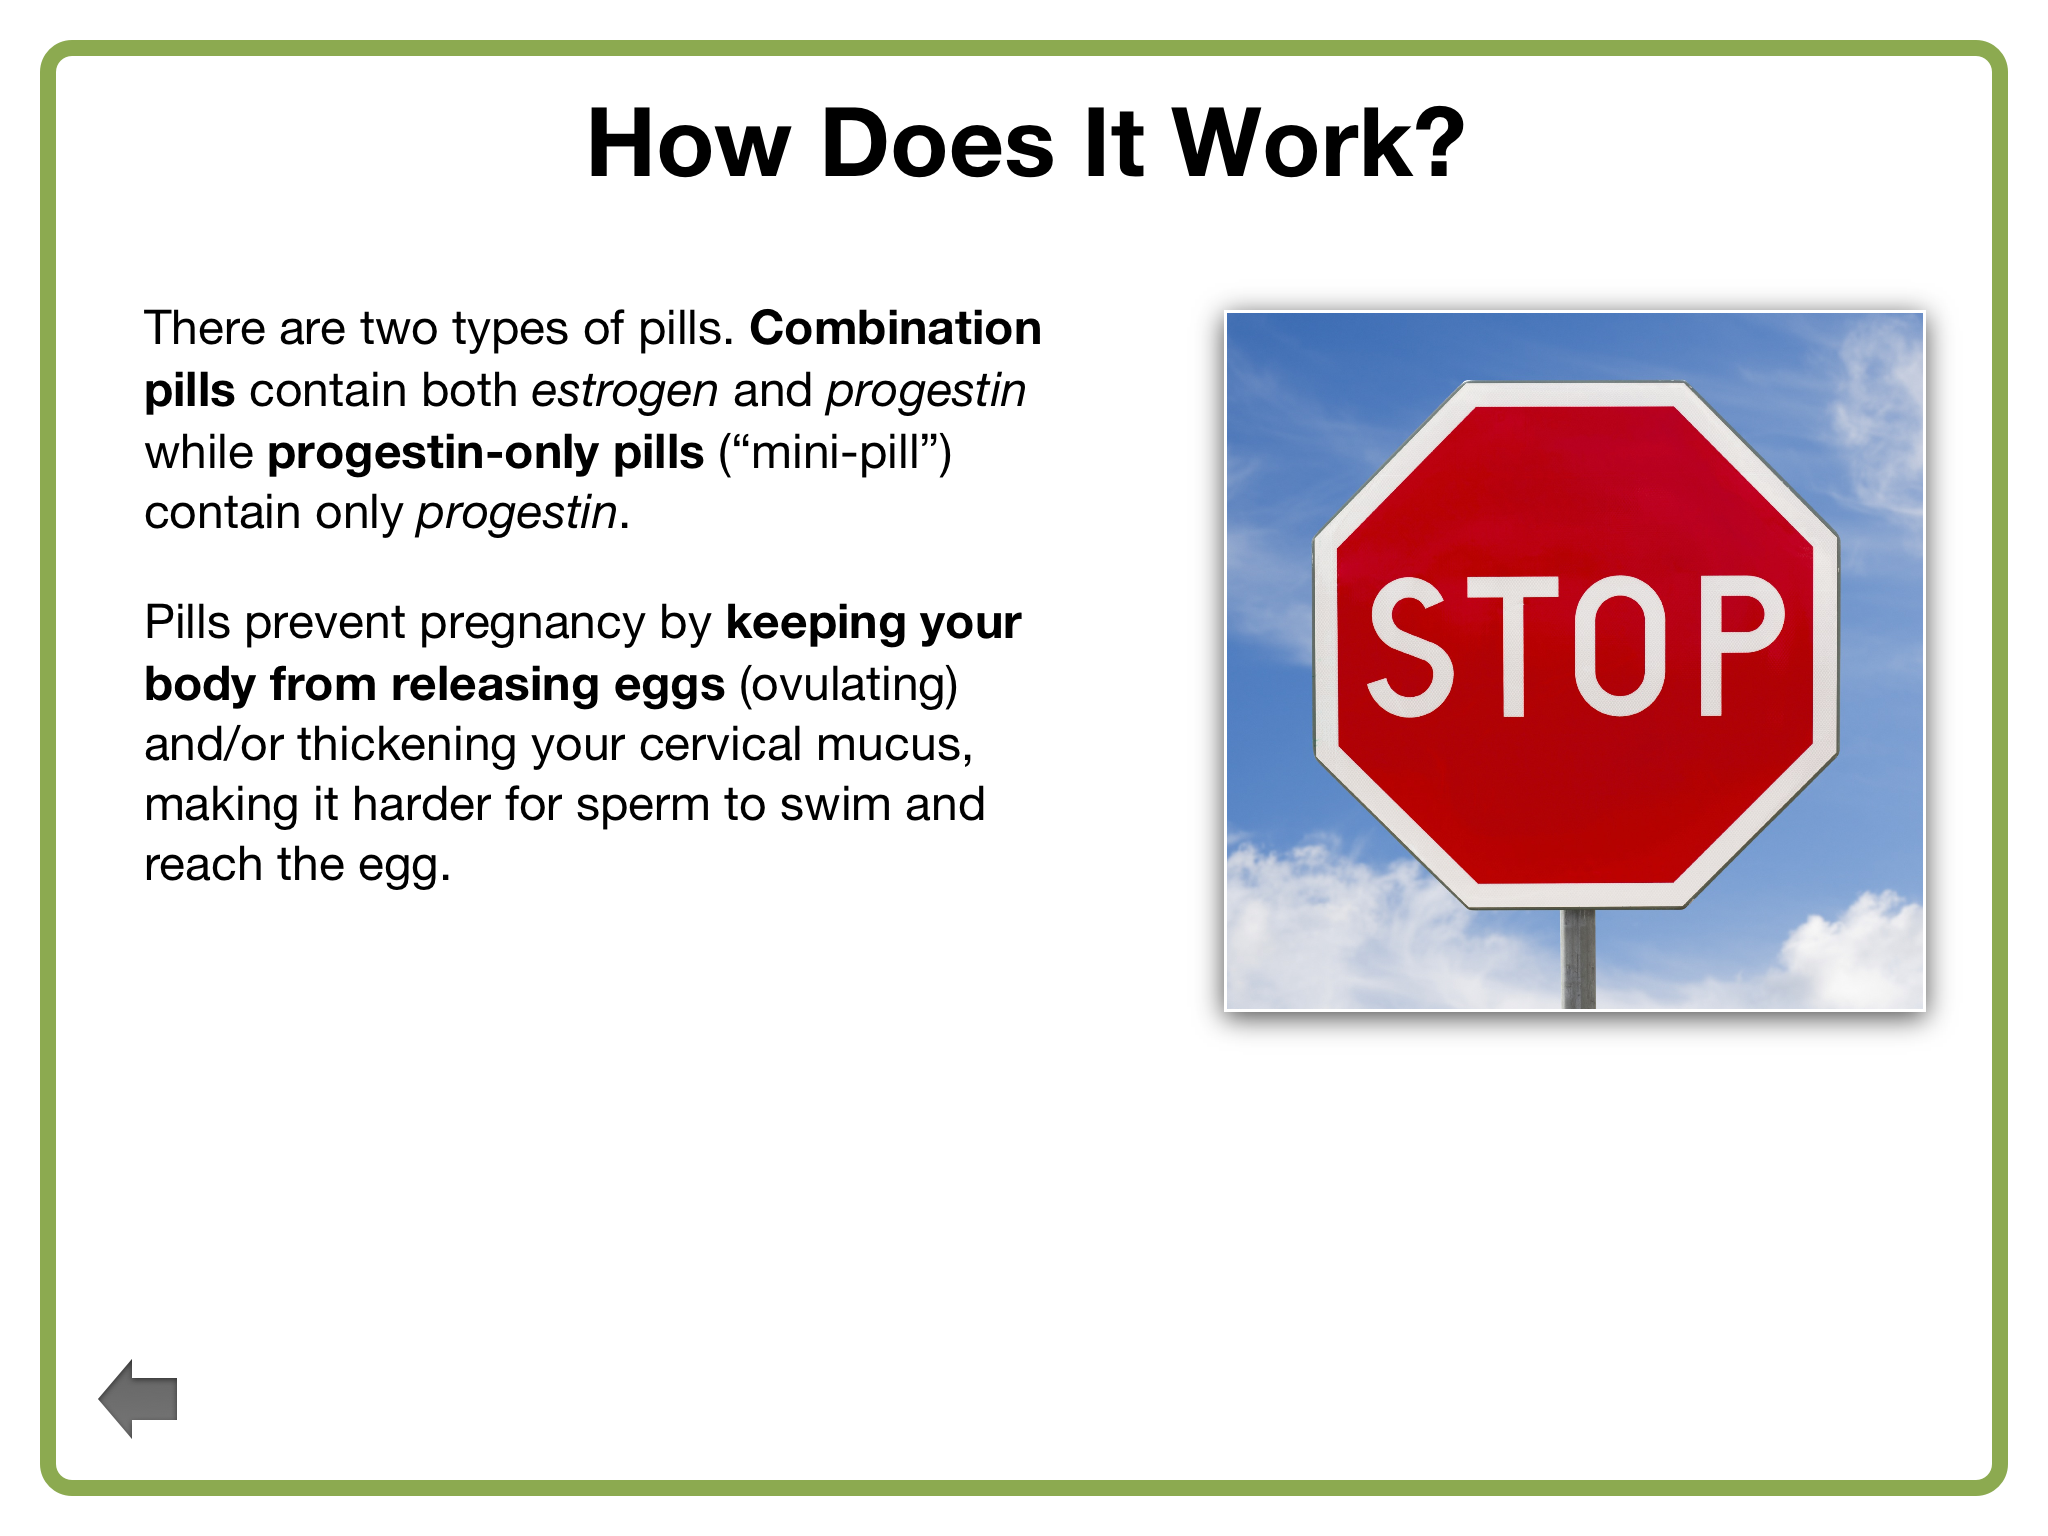 How Does It Work?
There are two types of pills. Combination
pills contain both estrogen and progestin
while progestin-only pills (“mini-pill”)
contain only progestin.
Pills prevent pregnancy by keeping your
body from releasing eggs (ovulating)
and/or thickening your cervical mucus,
making it harder for sperm to swim and
reach the egg.
STOP